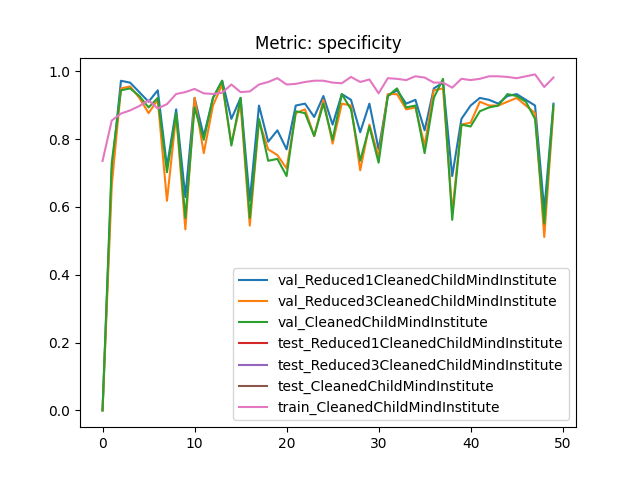 Metric: specificity
1.0
0.8
0.6
0.4
0.2
0.0
0
10
20
30
40
50
val_Reduced1CleanedChildMindInstitute
val_Reduced3CleanedChildMindInstitute
val_CleanedChildMindInstitute
test_Reduced1CleanedChildMindInstitute
test_Reduced3CleanedChildMindInstitute
test_CleanedChildMindInstitute
train_CleanedChildMindInstitute